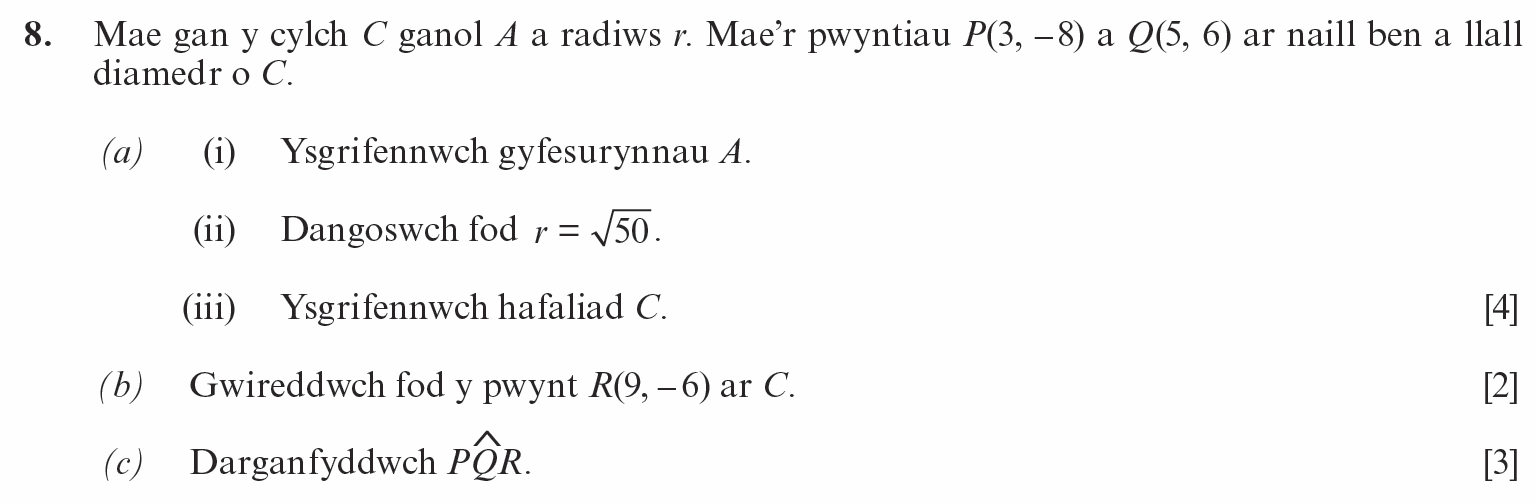 8. Mae gan y cylch C ganol A a radiws r. Mae'r pwyntiau P(3, –8) a Q(5, 6) ar naill ben a llall
diamedr o C.
(a) (i) Ysgrifennwch gyfesurynnau A.
(ii) Dangoswch fod r = √50.
(iii) Ysgrifennwch hafaliad C. [4]
(b) Gwireddwch fod y pwynt R(9, –6) ar C. [2]
(c) Darganfyddwch PQ̂R. [3]